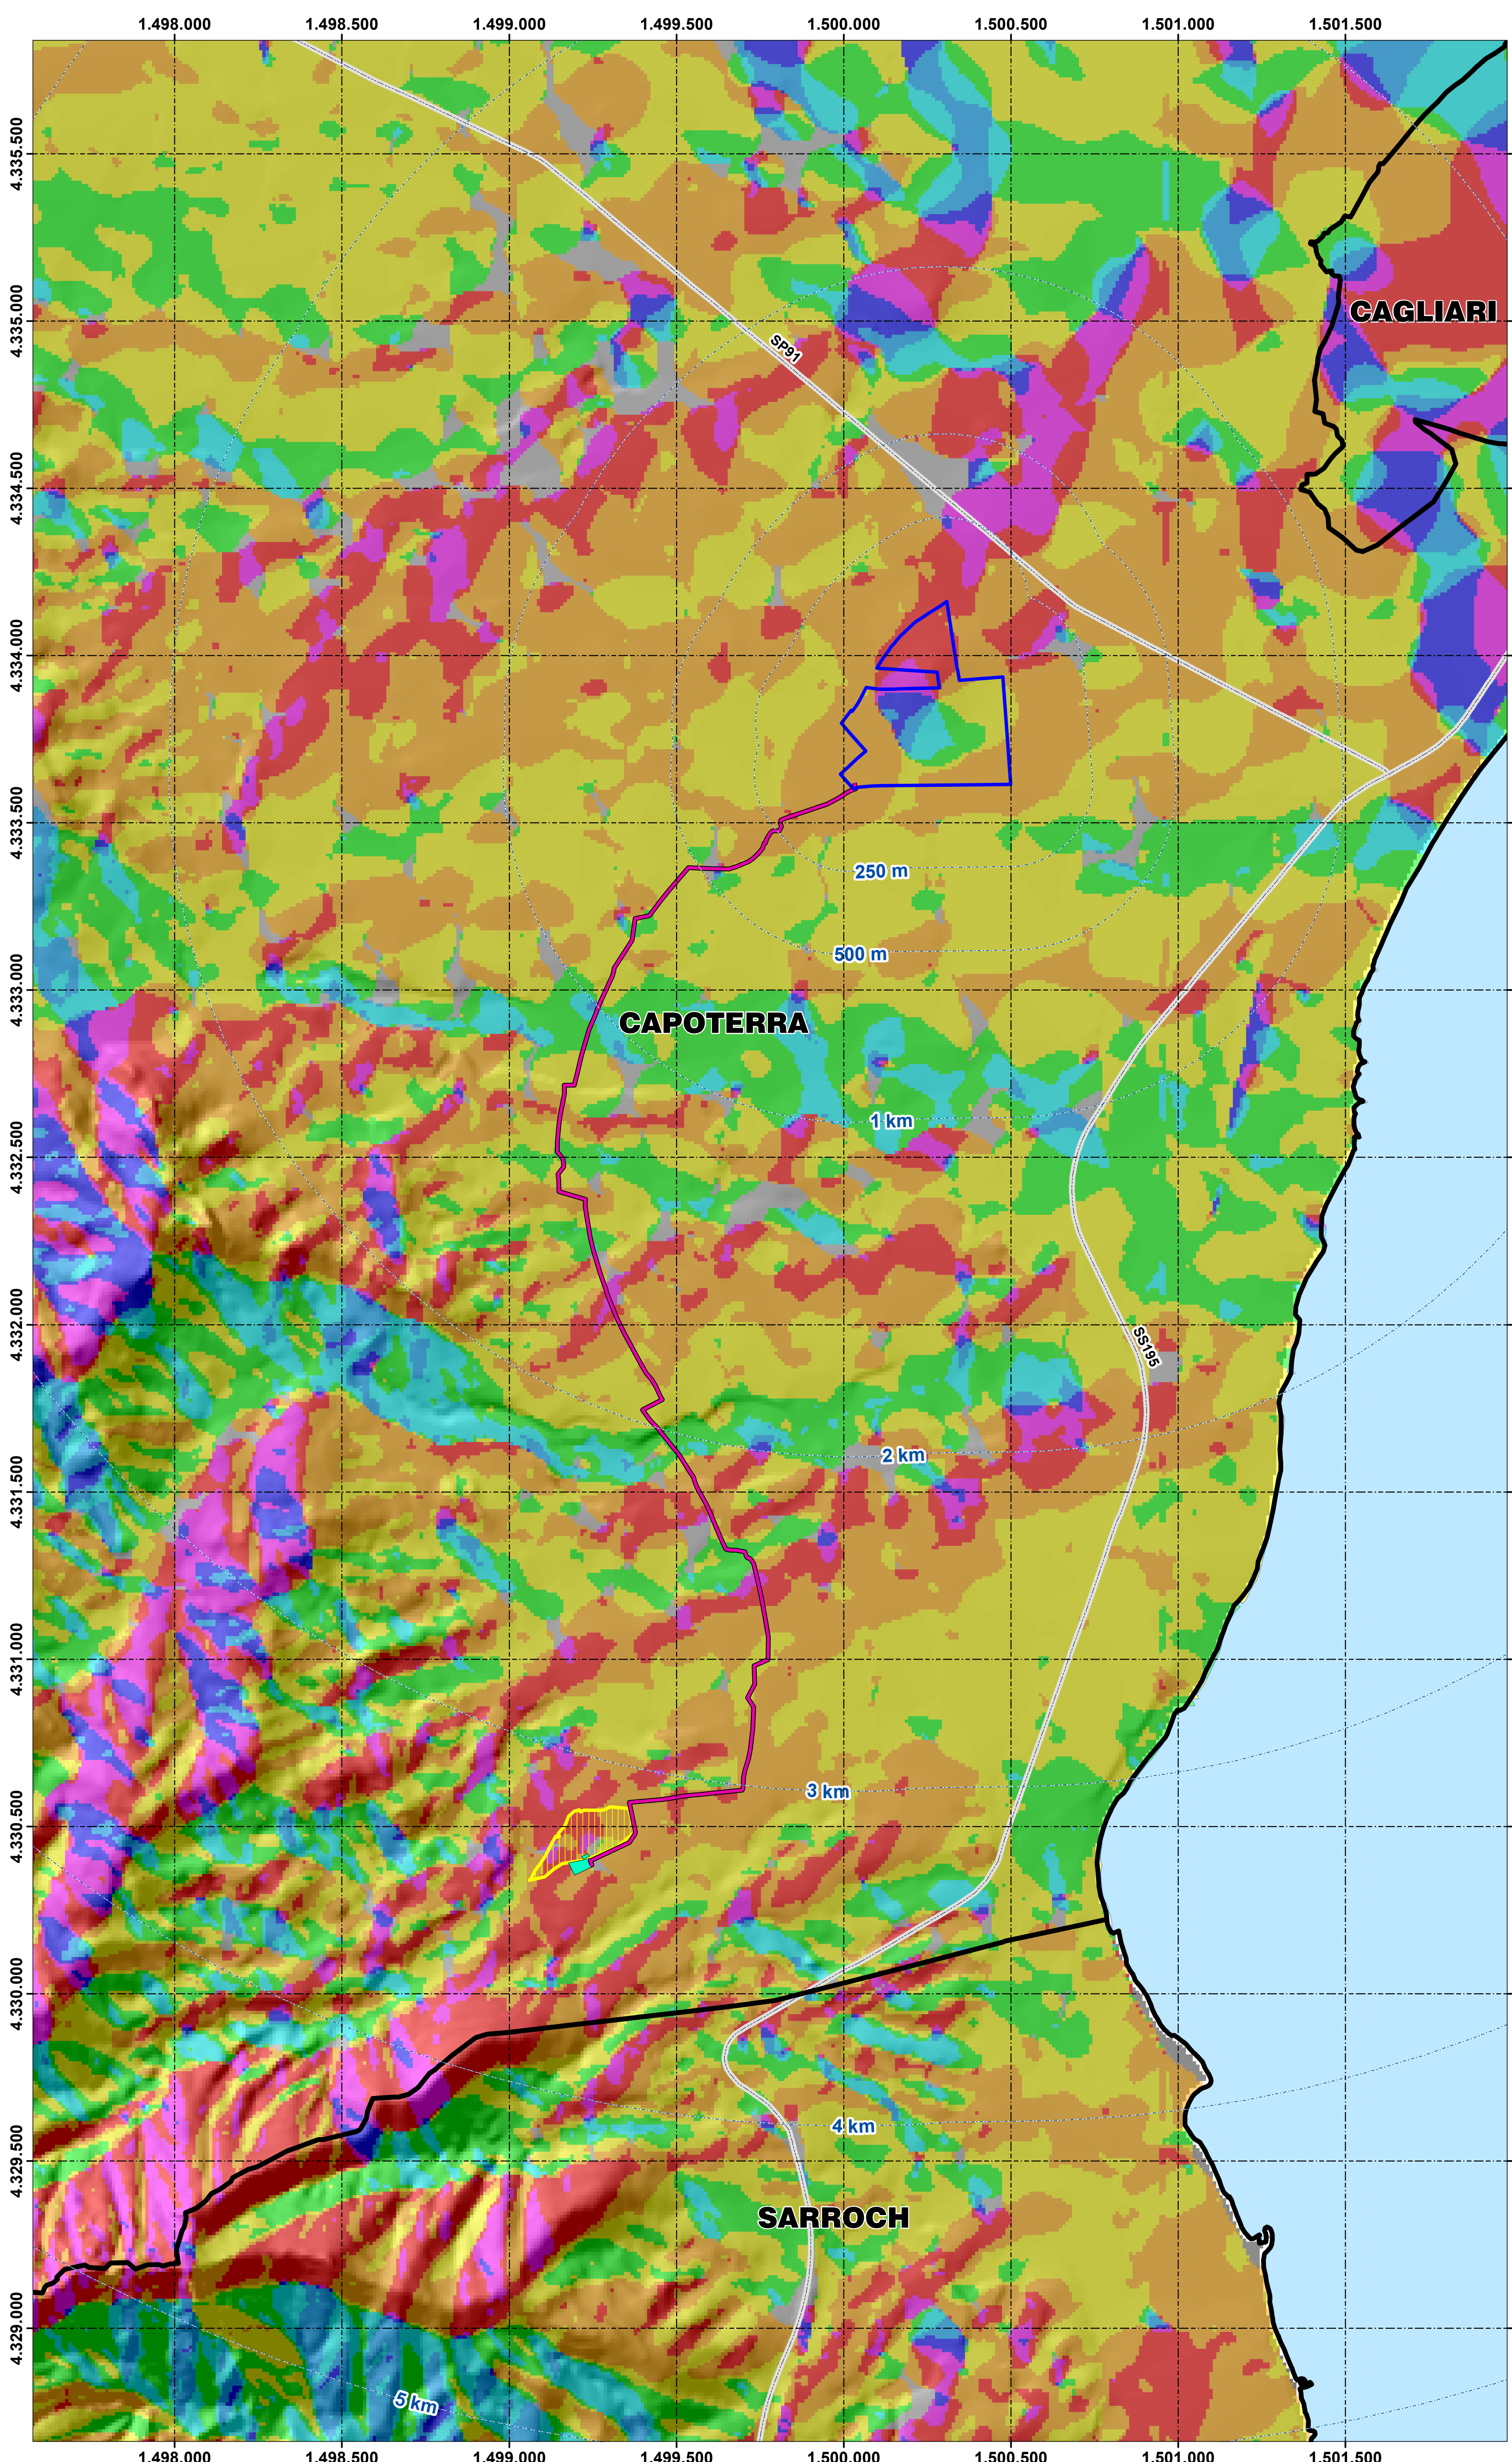 1.498.000 1.498.500 1.499.000 1.499.500 1.500.000 1.500.500 1.501.000 1.501.500
4.335.500
4.335.000
CAGLIARI
SP91
4.334.500
4.334.000
4.333.500
250 m
500 m
4.333.000
CAPOTERRA
1 km
4.332.500
4.332.000
SS195
2 km
4.331.500
4.331.000
3 km
4.330.500
4.330.000
4 km
4.329.500
SARROCH
4.329.000
5 km
1.498.000 1.498.500 1.499.000 1.499.500 1.500.000 1.500.500 1.501.000 1.501.500